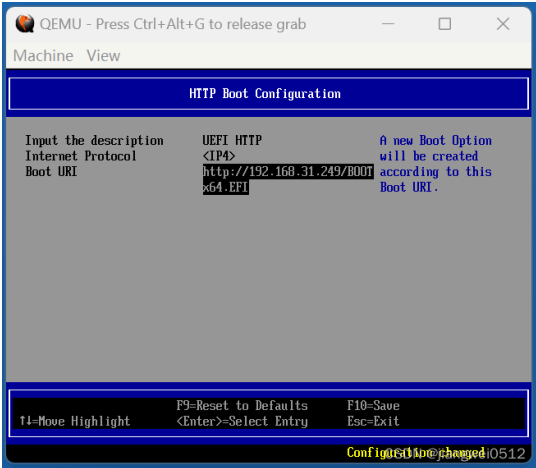 QEMU - Press Ctrl+Alt+G to release grab
Machine View
HTTP Boot Configuration
Input the description UEFI HTTP A new Boot Option
Internet Protocol <IP4> will be created
Boot URI http://192.168.31.249/BOOT according to this
x64.EFI Boot URI.
F9=Reset to Defaults F10=Save
↑↓=Move Highlight <Enter>=Select Entry Esc=Exit
Configuration changed